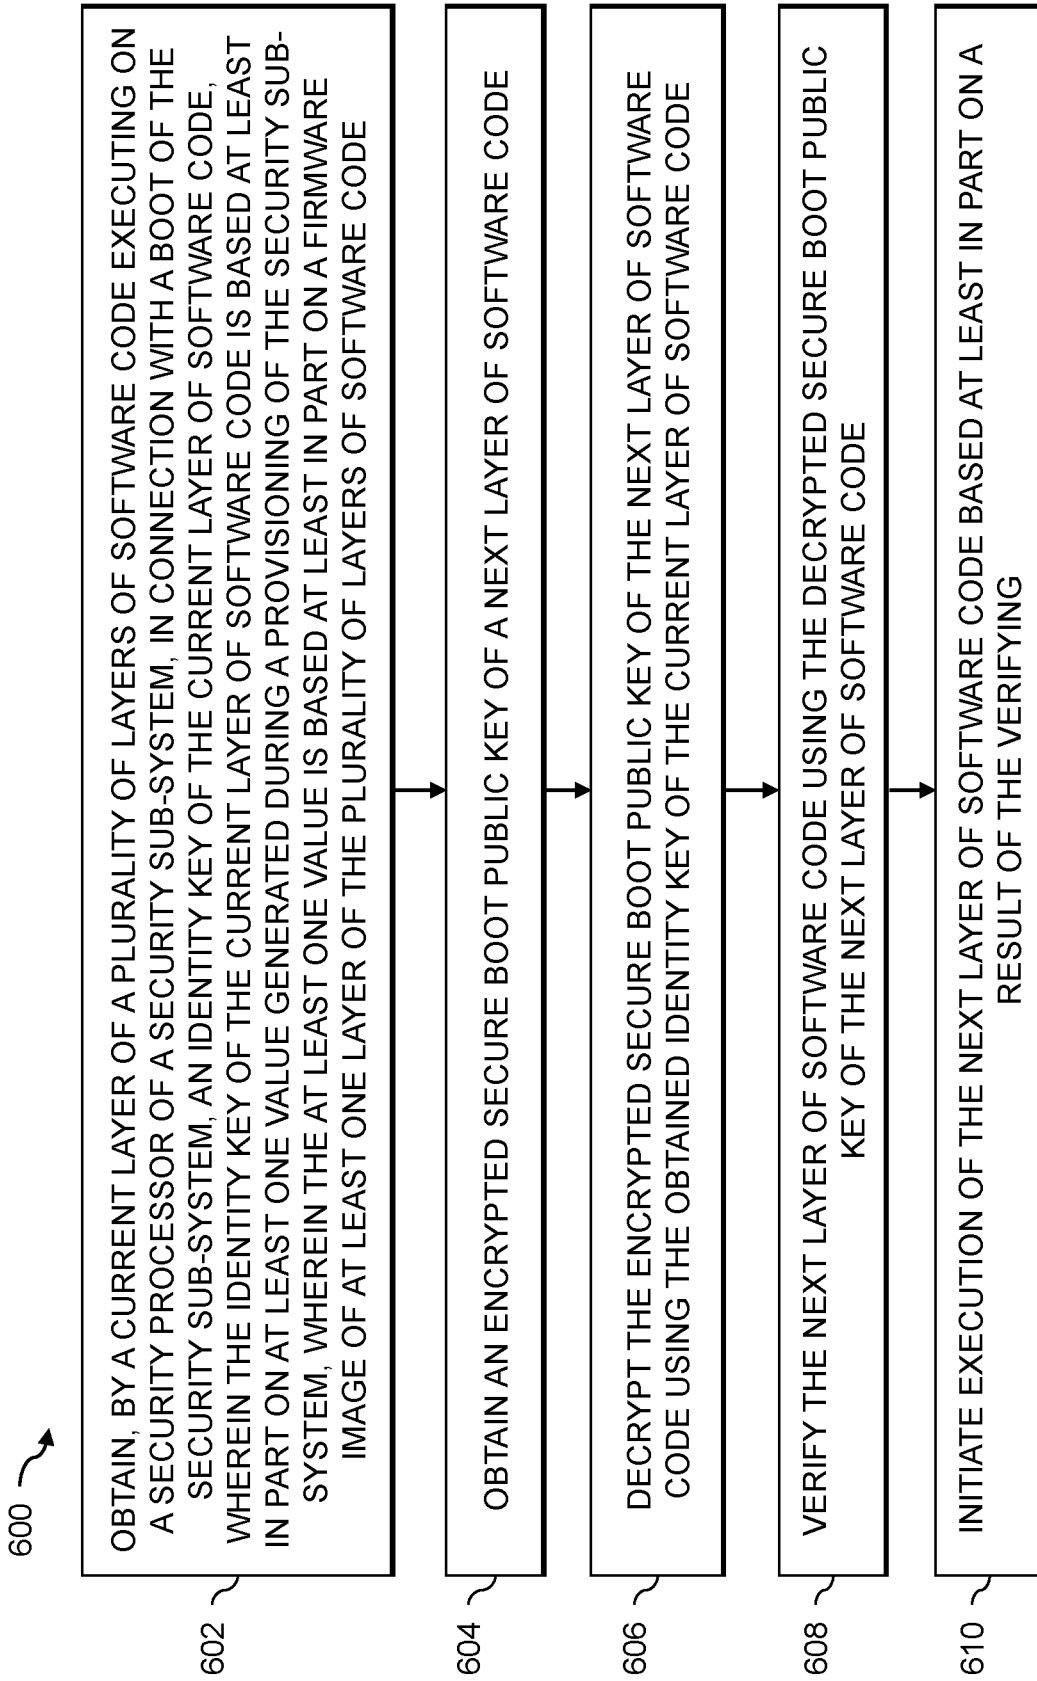 600
602
OBTAIN, BY A CURRENT LAYER OF A PLURALITY OF LAYERS OF SOFTWARE CODE EXECUTING ON
A SECURITY PROCESSOR OF A SECURITY SUB-SYSTEM, IN CONNECTION WITH A BOOT OF THE
SECURITY SUB-SYSTEM, AN IDENTITY KEY OF THE CURRENT LAYER OF SOFTWARE CODE,
WHEREIN THE IDENTITY KEY OF THE CURRENT LAYER OF SOFTWARE CODE IS BASED AT LEAST
IN PART ON AT LEAST ONE VALUE GENERATED DURING A PROVISIONING OF THE SECURITY SUB-
SYSTEM, WHEREIN THE AT LEAST ONE VALUE IS BASED AT LEAST IN PART ON A FIRMWARE
IMAGE OF AT LEAST ONE LAYER OF THE PLURALITY OF LAYERS OF SOFTWARE CODE
604
OBTAIN AN ENCRYPTED SECURE BOOT PUBLIC KEY OF A NEXT LAYER OF SOFTWARE CODE
606
DECRYPT THE ENCRYPTED SECURE BOOT PUBLIC KEY OF THE NEXT LAYER OF SOFTWARE
CODE USING THE OBTAINED IDENTITY KEY OF THE CURRENT LAYER OF SOFTWARE CODE
608
VERIFY THE NEXT LAYER OF SOFTWARE CODE USING THE DECRYPTED SECURE BOOT PUBLIC
KEY OF THE NEXT LAYER OF SOFTWARE CODE
610
INITIATE EXECUTION OF THE NEXT LAYER OF SOFTWARE CODE BASED AT LEAST IN PART ON A
RESULT OF THE VERIFYING